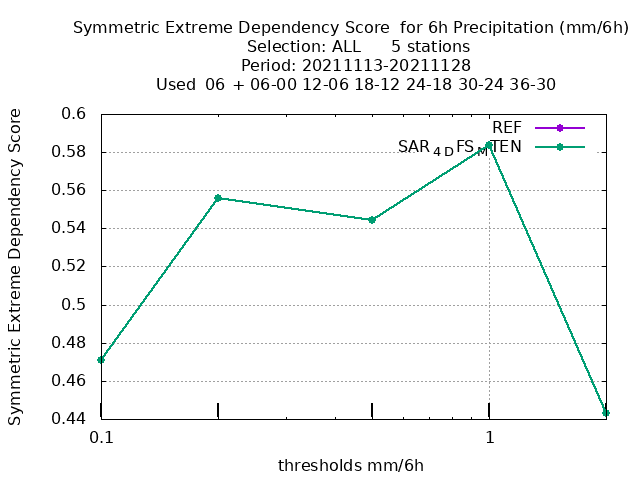 Symmetric Extreme Dependency Score  for 6h Precipitation (mm/6h)
Selection: ALL      5 stations
Period: 20211113-20211128
Used  06 + 06-00 12-06 18-12 24-18 30-24 36-30
Symmetric Extreme Dependency Score
0.6
0.58
0.56
0.54
0.52
0.5
0.48
0.46
0.44
REF
SAR4DFSMTEN
0.1
1
thresholds mm/6h